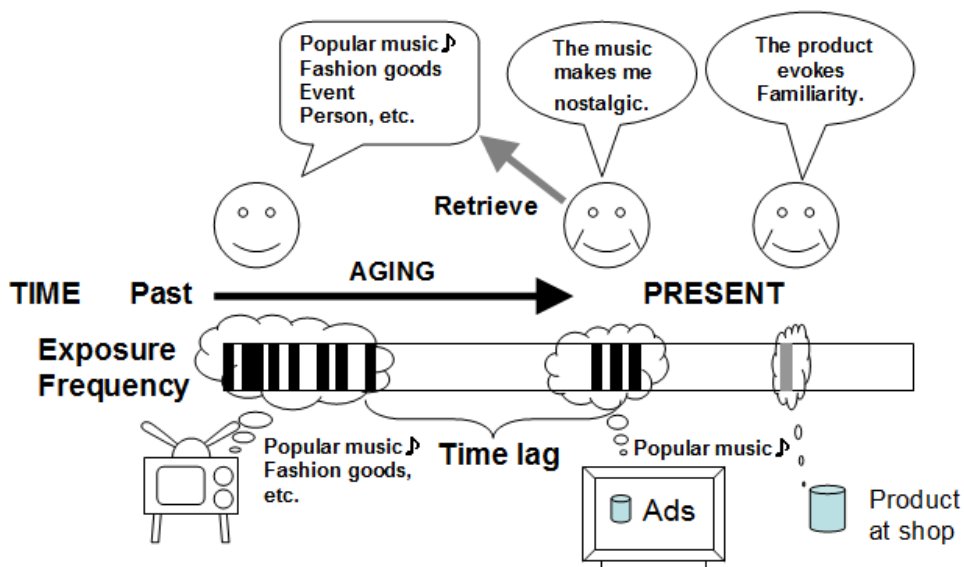 Popular music♪
Fashion goods
Event
Person, etc.
The music
makes me
nostalgic.
The product
evokes
Familiarity.
Retrieve
AGING
TIME Past PRESENT
Exposure
Frequency
Time lag
Popular music♪
Fashion goods,
etc.
Popular music♪
Ads
Product
at shop